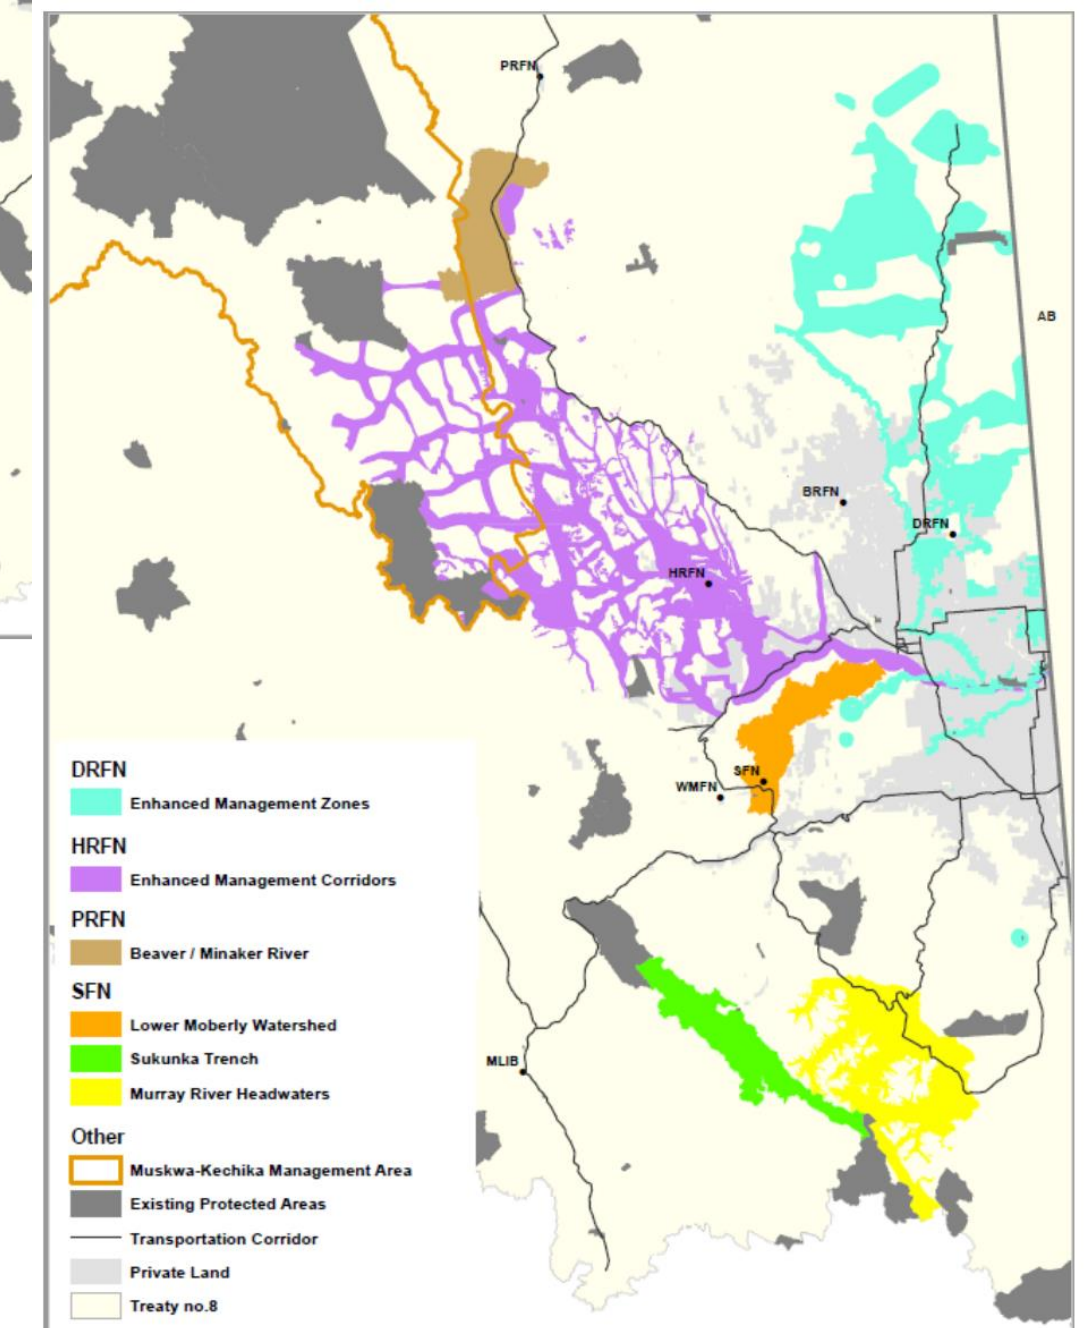 PRFN
AB
BRFN
DRFN
HRFN
SFN
WMFN
MLIB
DRFN
Enhanced Management Zones
HRFN
Enhanced Management Corridors
PRFN
Beaver / Minaker River
SFN
Lower Moberly Watershed
Sukunka Trench
Murray River Headwaters
Other
Muskwa-Kechika Management Area
Existing Protected Areas
Transportation Corridor
Private Land
Treaty no.8